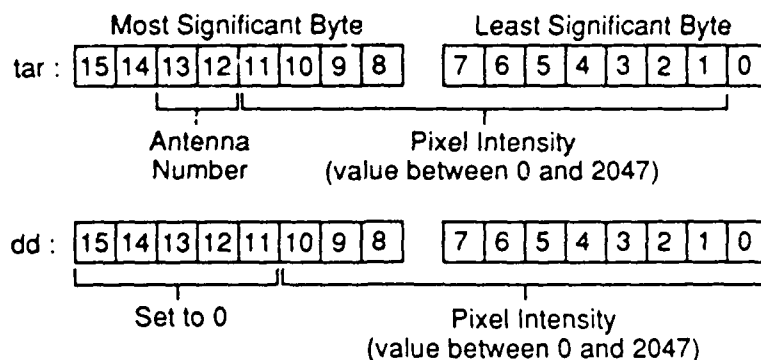 Most Significant Byte Least Significant Byte
tar : 15 14 13 12 11 10 9 8 7 6 5 4 3 2 1 0
Antenna Number Pixel Intensity
(value between 0 and 2047)
dd : 15 14 13 12 11 10 9 8 7 6 5 4 3 2 1 0
Set to 0 Pixel Intensity
(value between 0 and 2047)